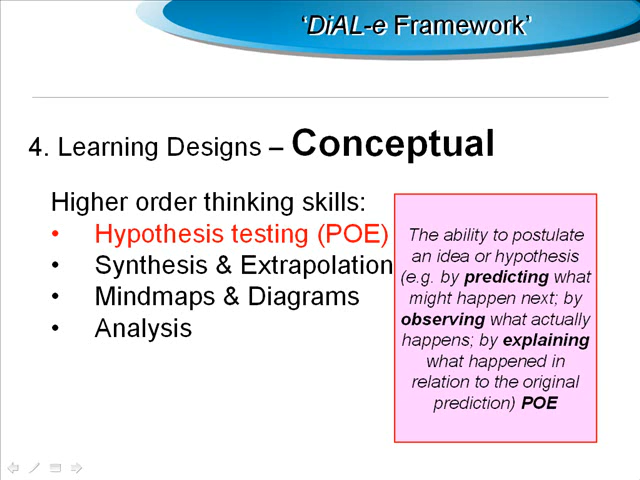 'DiAL-e Framework'
4. Learning Designs – Conceptual
Higher order thinking skills:
• Hypothesis testing (POE)
• Synthesis & Extrapolation
• Mindmaps & Diagrams
• Analysis
The ability to postulate
an idea or hypothesis
(e.g. by predicting what
might happen next; by
observing what actually
happens; by explaining
what happened in
relation to the original
prediction) POE